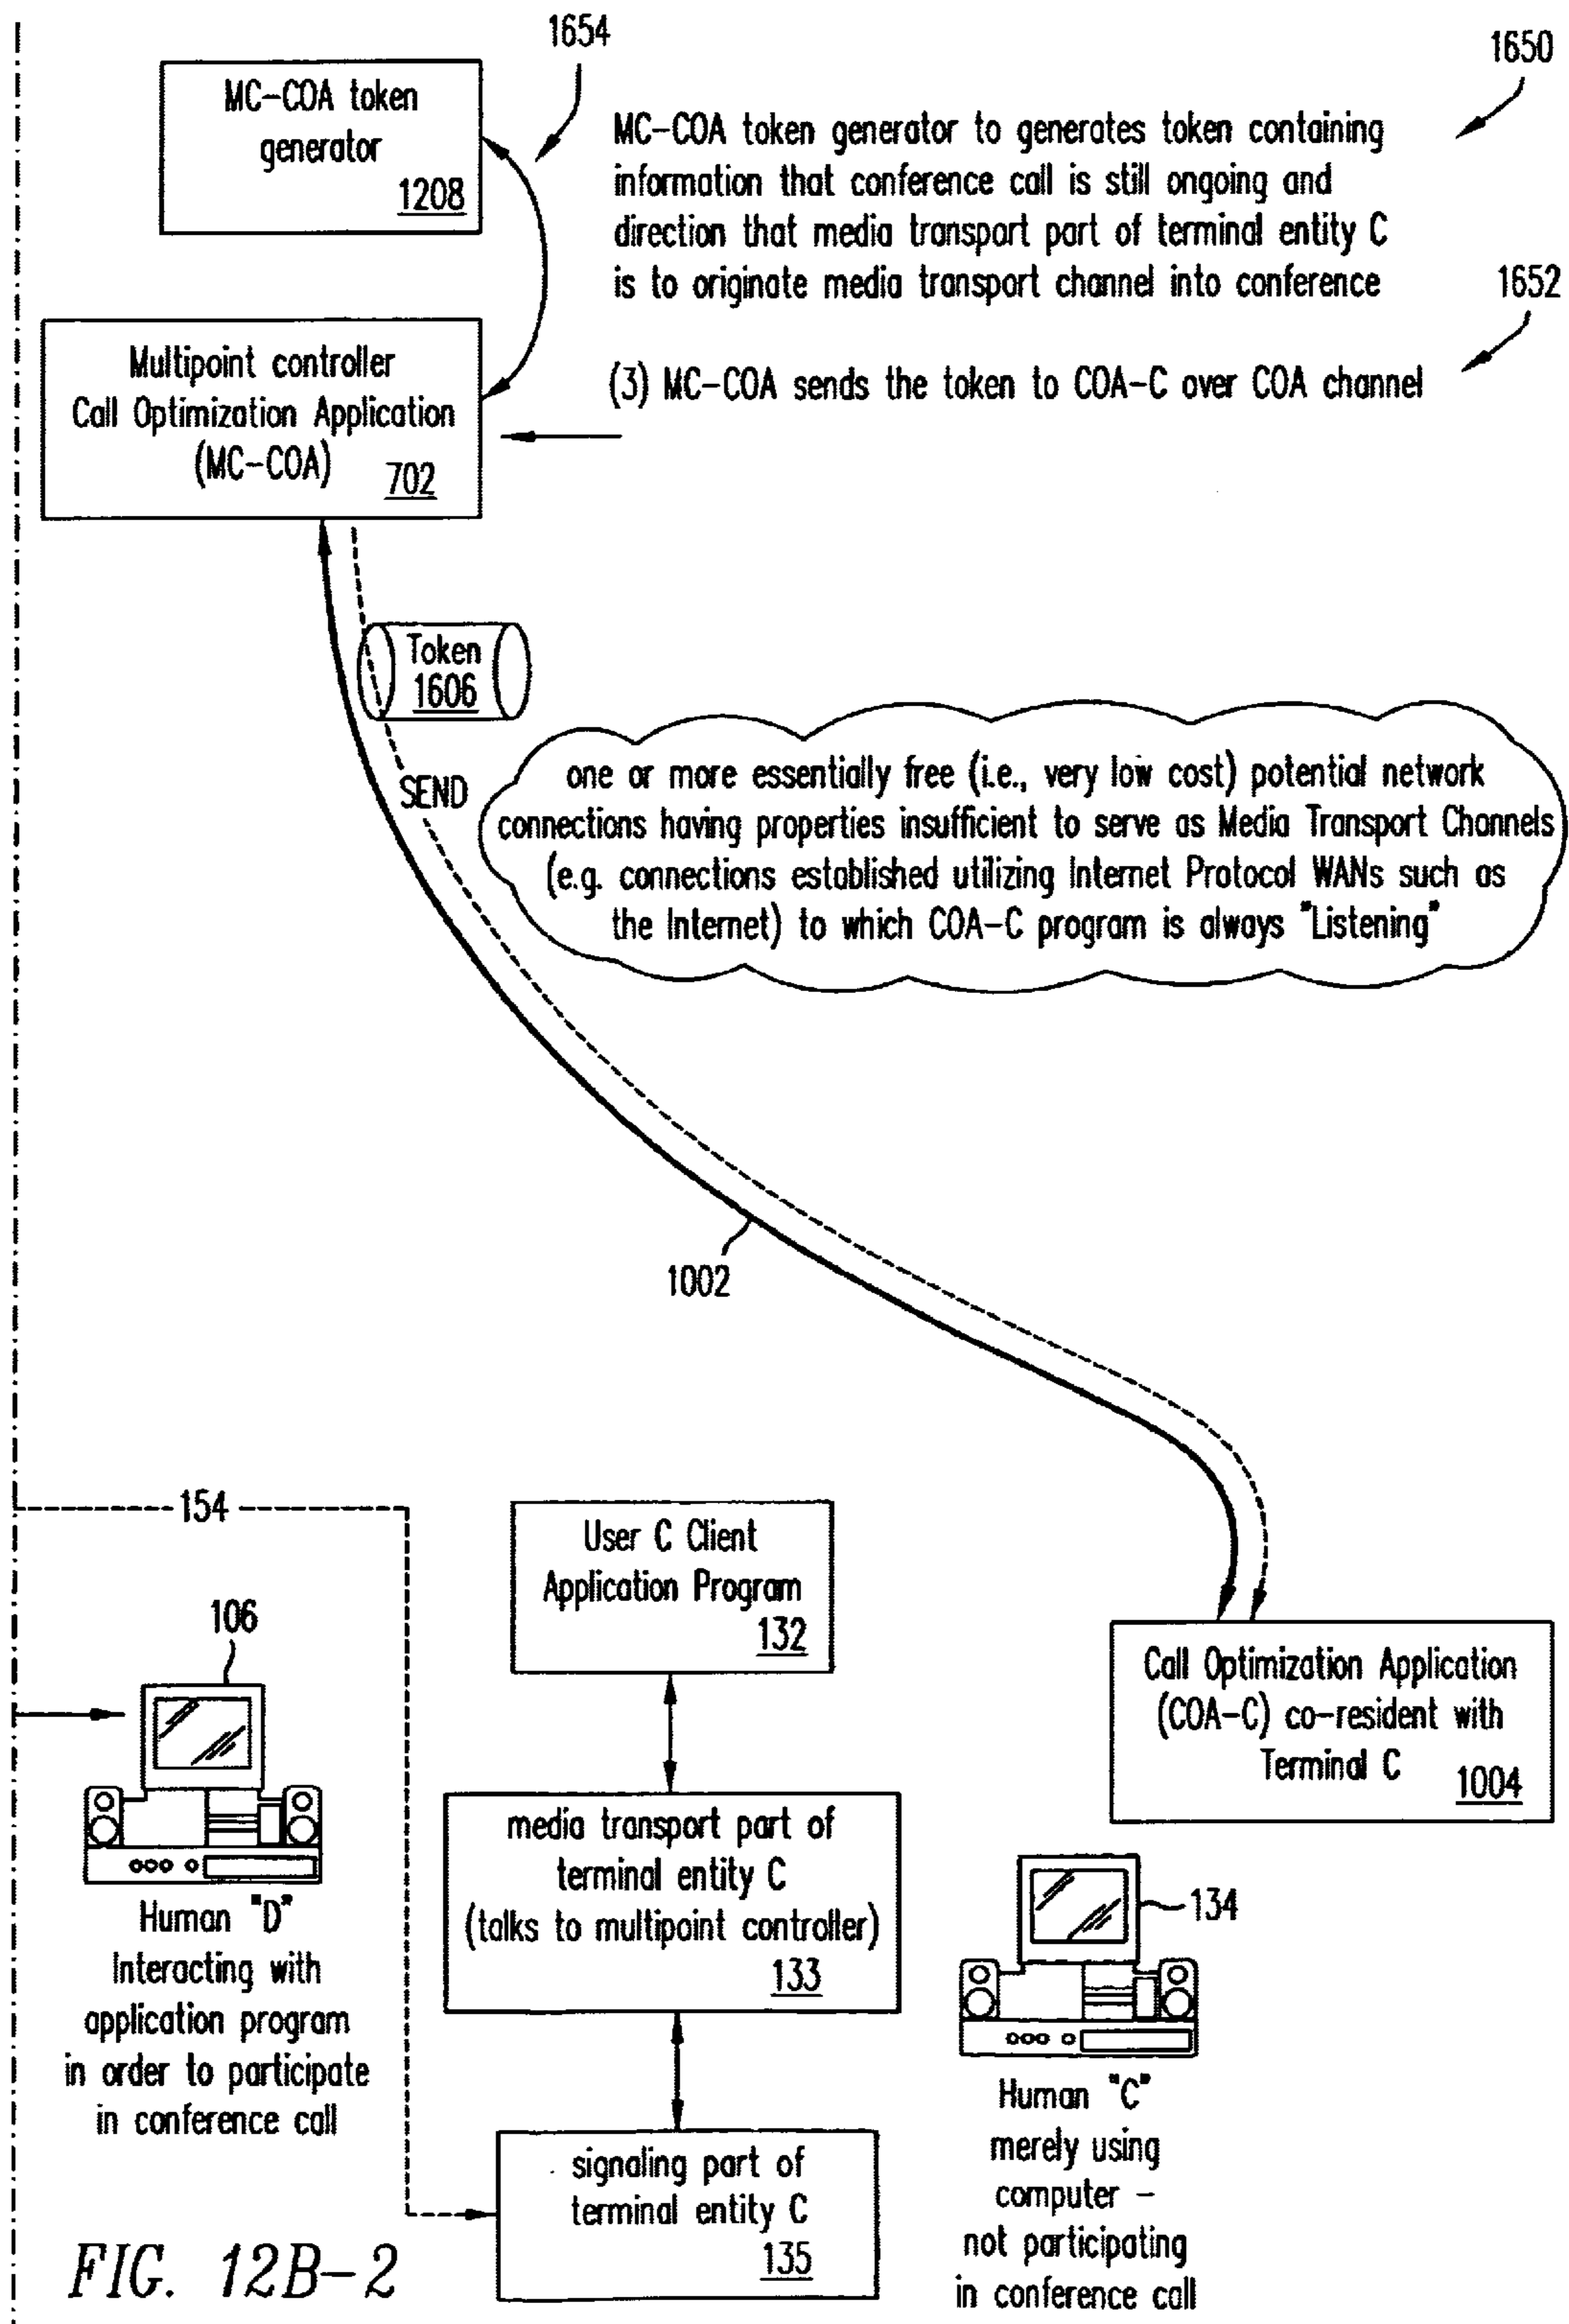 1654
1650
MC-COA token
generator
1208
MC-COA token generator to generates token containing
information that conference call is still ongoing and
direction that media transport part of terminal entity C
is to originate media transport channel into conference
1652
Multipoint controller
Call Optimization Application
(MC-COA)
702
(3) MC-COA sends the token to COA-C over COA channel
Token
1606
SEND
one or more essentially free (i.e., very low cost) potential network
connections having properties insufficient to serve as Media Transport Channels
(e.g. connections established utilizing Internet Protocol WANs such as
the Internet) to which COA-C program is always "Listening"
1002
154
User C Client
Application Program
132
106
Call Optimization Application
(COA-C) co-resident with
Terminal C
1004
media transport part of
terminal entity C
(talks to multipoint controller)
133
134
Human "D"
Interacting with
application program
in order to participate
in conference call
Human "C"
merely using
computer -
not participating
in conference call
signaling part of
terminal entity C
135
FIG. 12B-2